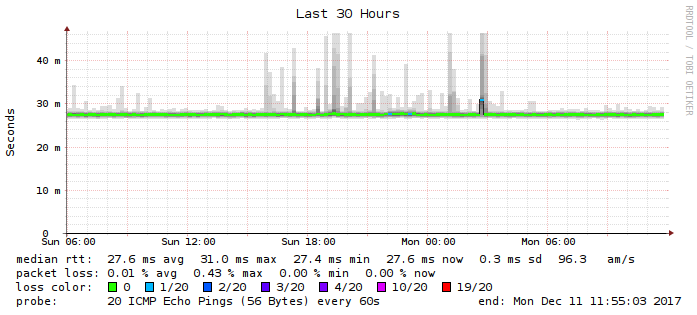 Last 30 Hours
RRDTOOL / TOBI OETIKER
Seconds
40 m
30 m
20 m
10 m
0
Sun 06:00 Sun 12:00 Sun 18:00 Mon 00:00 Mon 06:00
median rtt: 27.6 ms avg 31.0 ms max 27.4 ms min 27.6 ms now 0.3 ms sd 96.3 am/s
packet loss: 0.01 % avg 0.43 % max 0.00 % min 0.00 % now
loss color: 0 1/20 2/20 3/20 4/20 10/20 19/20
probe: 20 ICMP Echo Pings (56 Bytes) every 60s end: Mon Dec 11 11:55:03 2017